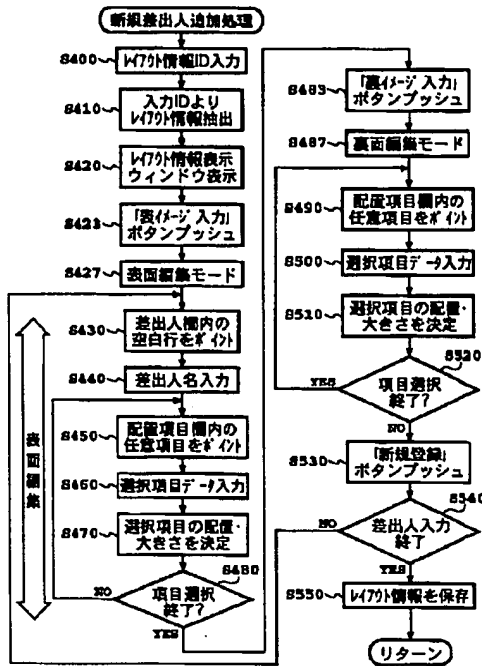 新規差出人追加処理
S400
レイアウト情報ID入力
S410
入力IDより
レイアウト情報抽出
S420
レイアウト情報表示
ウィンドウ表示
S423
「表イメージ入力」
ボタンプッシュ
S427
表面編集モード
表面編集
S430
差出人欄内の
空白行をポイント
S440
差出人名入力
S450
配置項目欄内の
任意項目をポイント
S460
選択項目データ入力
S470
選択項目の配置・
大きさを決定
S480
項目選択
終了?
NO
YES
S483
「裏イメージ入力」
ボタンプッシュ
S487
裏面編集モード
S490
配置項目欄内の
任意項目をポイント
S500
選択項目データ入力
S510
選択項目の配置・
大きさを決定
S520
項目選択
終了?
YES
NO
S530
「新規登録」
ボタンプッシュ
S540
差出人入力
終了
NO
YES
S550
レイアウト情報を保存
リターン